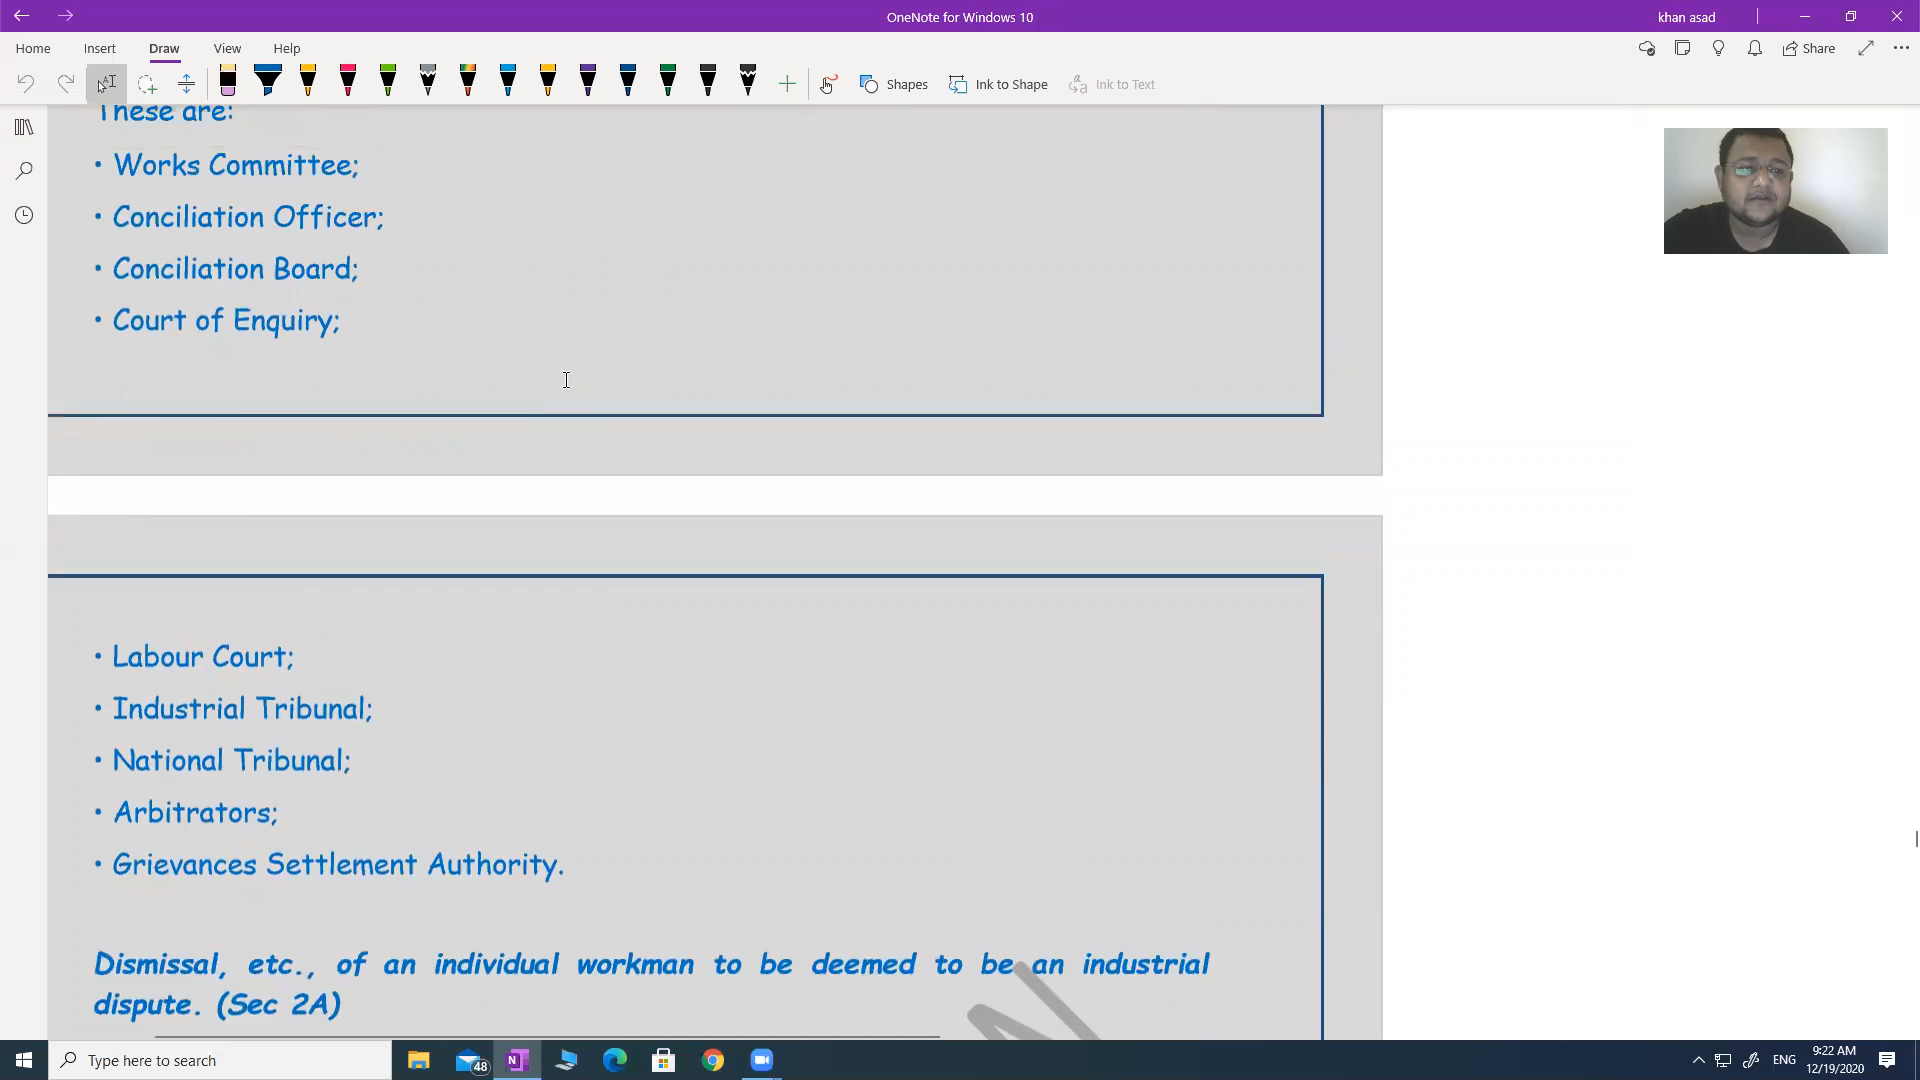 OneNote for Windows 10
khan asad
Home Insert Draw View Help
Share
Shapes
Ink to Shape
Ink to Text
These are:
• Works Committee;
• Conciliation Officer;
• Conciliation Board;
• Court of Enquiry;
• Labour Court;
• Industrial Tribunal;
• National Tribunal;
• Arbitrators;
• Grievances Settlement Authority.
Dismissal, etc., of an individual workman to be deemed to be an industrial
dispute. (Sec 2A)
Type here to search
48
N
ENG
9:22 AM
12/19/2020